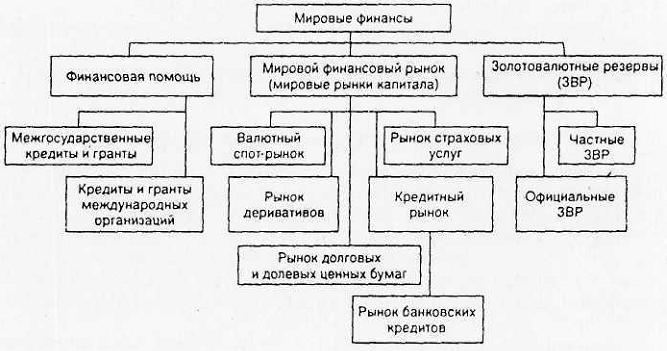 Мировые финансы
Финансовая помощь
Мировой финансовый рынок
(мировые рынки капитала)
Золотовалютные резервы
(ЗВР)
Межгосударственные
кредиты и гранты
Валютный
спот-рынок
Рынок страховых
услуг
Частные
ЗВР
Кредиты и гранты
международных
организаций
Рынок
деривативов
Кредитный
рынок
Официальные
ЗВР
Рынок долговых
и долевых ценных бумаг
Рынок банковских
кредитов